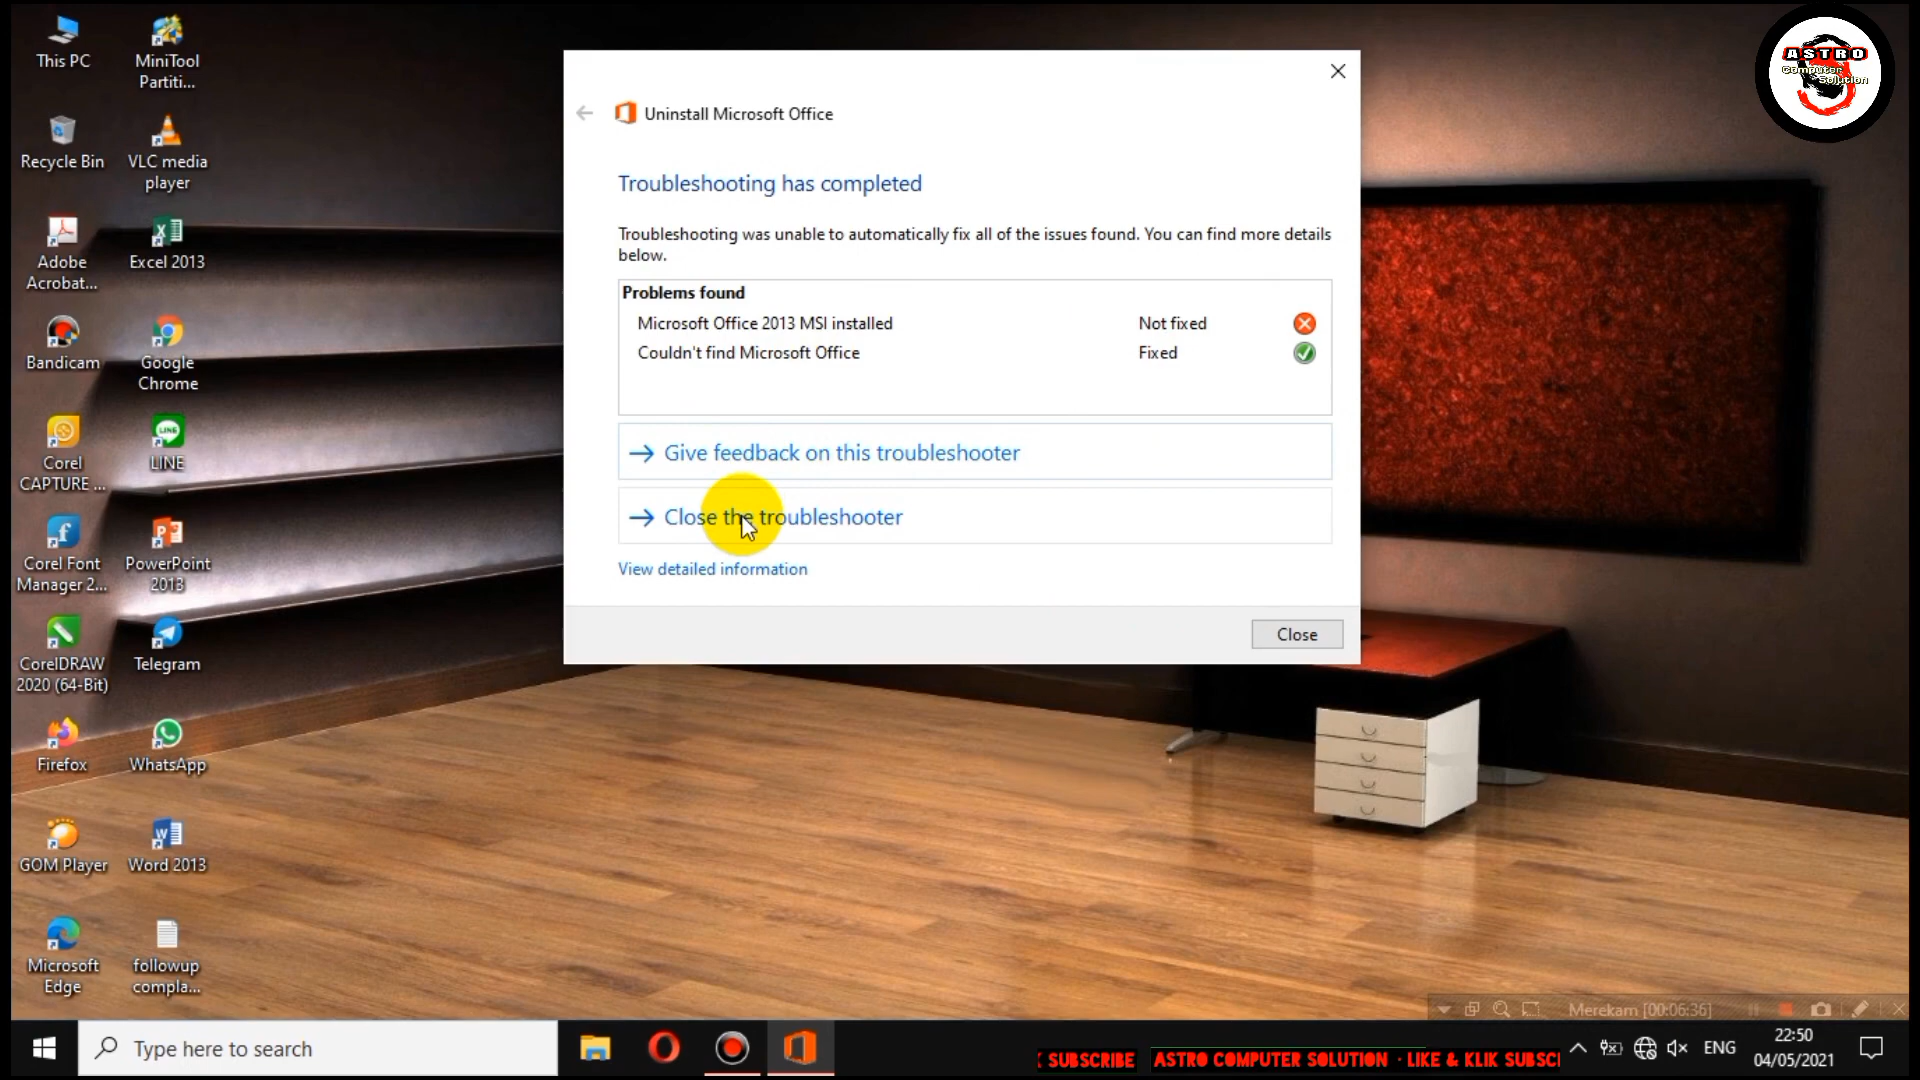 This PC
MiniTool
Partiti...
Recycle Bin
VLC media
player
Adobe
Acrobat...
Excel 2013
Bandicam
Google
Chrome
Corel
CAPTURE ...
LINE
LINE
Corel Font
Manager 2...
PowerPoint
2013
CorelDRAW
2020 (64-Bit)
Telegram
Firefox
WhatsApp
GOM Player
Word 2013
Microsoft
Edge
followup
compla...
Uninstall Microsoft Office
Troubleshooting has completed
Troubleshooting was unable to automatically fix all of the issues found. You can find more details
below.
Problems found
Microsoft Office 2013 MSI installed Not fixed
Couldn't find Microsoft Office Fixed
Give feedback on this troubleshooter
Close the troubleshooter
View detailed information
Close
ASTRO
Computer
Solution
Merekam [00:06:36]
Type here to search
SUBSCRIBE ASTRO COMPUTER SOLUTION · LIKE & KLIK SUBSC
ENG
22:50
04/05/2021